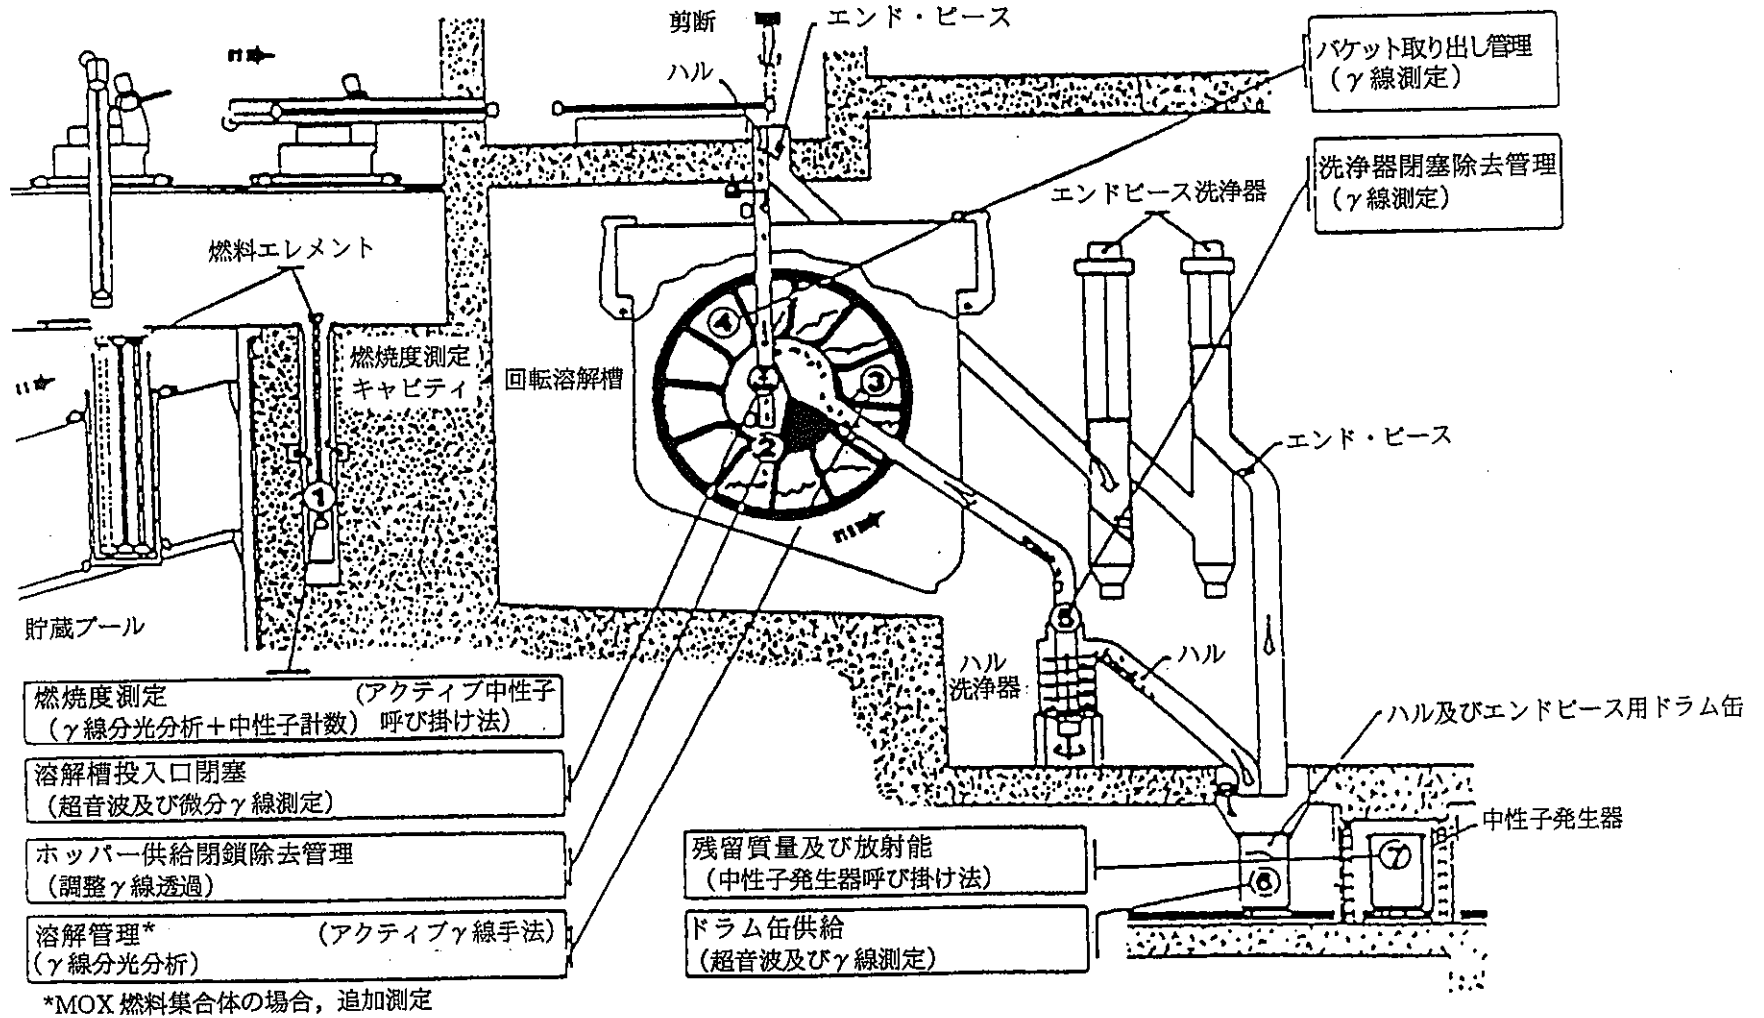 剪断
エンド・ピース
ハル
バケット取り出し管理
(γ線測定)
洗浄器閉塞除去管理
(γ線測定)
エンドピース洗浄器
燃料エレメント
燃焼度測定
キャビティ
回転溶解槽
4
1
3
2
1
エンド・ピース
貯蔵プール
5
ハル
洗浄器
ハル
燃焼度測定 (アクティブ中性子
(γ線分光分析+中性子計数) 呼び掛け法)
溶解槽投入口閉塞
(超音波及び微分γ線測定)
ホッパー供給閉鎖除去管理
(調整γ線透過)
溶解管理* (アクティブγ線手法)
(γ線分光分析)
*MOX 燃料集合体の場合,追加測定
ハル及びエンドピース用ドラム缶
中性子発生器
残留質量及び放射能
(中性子発生器呼び掛け法)
ドラム缶供給
(超音波及びγ線測定)
6
7